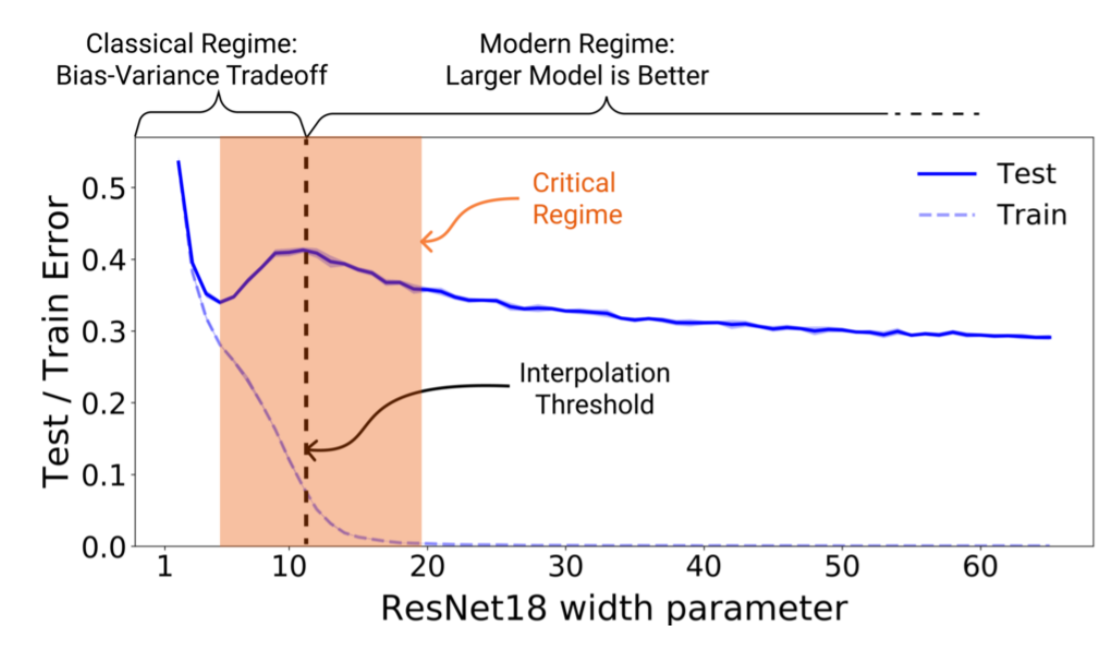 Classical Regime:
Bias-Variance Tradeoff
Modern Regime:
Larger Model is Better
Test / Train Error
0.5
0.4
0.3
0.2
0.1
0.0
Critical
Regime
Interpolation
Threshold
Test
Train
1
10
20
30
40
50
60
ResNet18 width parameter